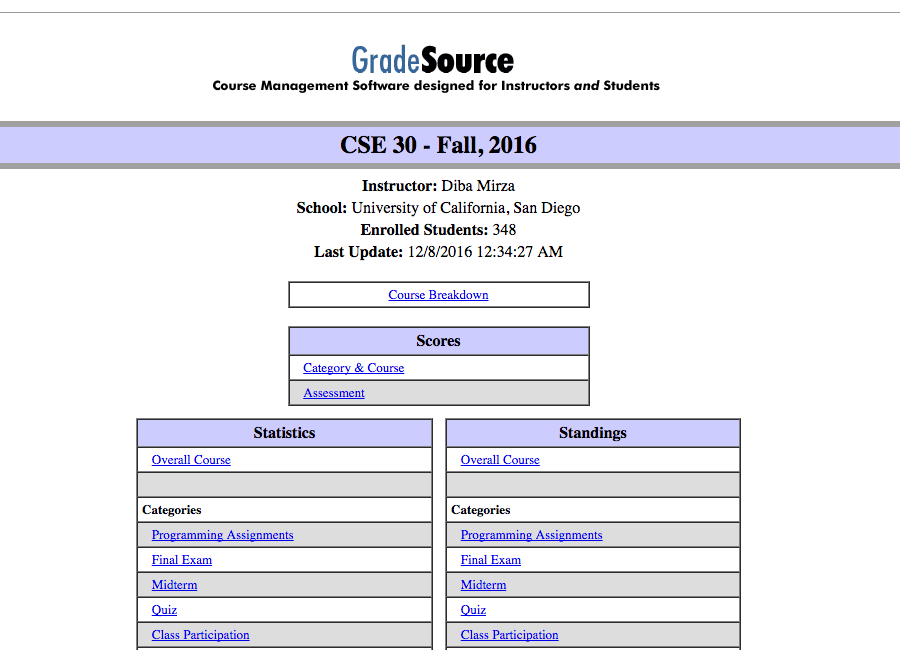 GradeSource
Course Management Software designed for Instructors and Students
CSE 30 - Fall, 2016
Instructor: Diba Mirza
School: University of California, San Diego
Enrolled Students: 348
Last Update: 12/8/2016 12:34:27 AM
Course Breakdown
Scores
Category & Course
Assessment
Statistics
Overall Course
Categories
Programming Assignments
Final Exam
Midterm
Quiz
Class Participation
Standings
Overall Course
Categories
Programming Assignments
Final Exam
Midterm
Quiz
Class Participation